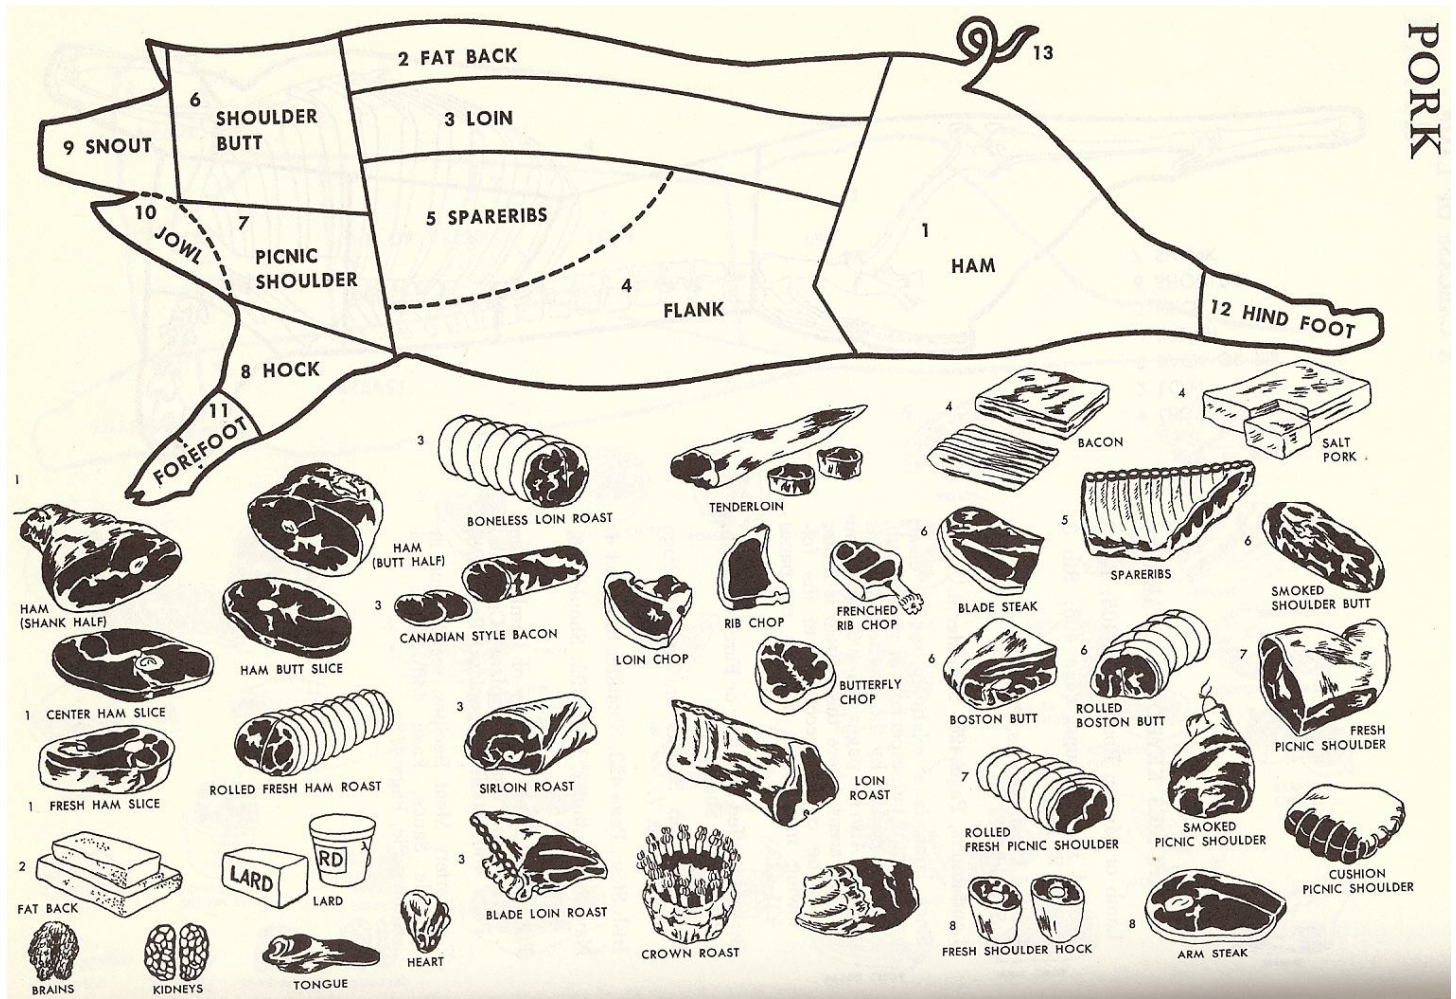 PORK
13
2 FAT BACK
6
SHOULDER
BUTT
3 LOIN
9 SNOUT
10
JOWL
7
PICNIC
SHOULDER
5 SPARERIBS
4
FLANK
1
HAM
12 HIND FOOT
8 HOCK
11
FOREFOOT
1
HAM
(SHANK HALF)
HAM
(BUTT HALF)
3
BONELESS LOIN ROAST
TENDERLOIN
4
BACON
4
SALT
PORK
HAM BUTT SLICE
3
CANADIAN STYLE BACON
LOIN CHOP
RIB CHOP
FRENCHED
RIB CHOP
6
BLADE STEAK
5
SPARERIBS
6
SMOKED
SHOULDER BUTT
1 CENTER HAM SLICE
BUTTERFLY
CHOP
6
BOSTON BUTT
6
ROLLED
BOSTON BUTT
7
FRESH
PICNIC SHOULDER
1 FRESH HAM SLICE
ROLLED FRESH HAM ROAST
3
SIRLOIN ROAST
LOIN
ROAST
7
ROLLED
FRESH PICNIC SHOULDER
SMOKED
PICNIC SHOULDER
CUSHION
PICNIC SHOULDER
2
FAT BACK
LARD
RD
LARD
3
BLADE LOIN ROAST
CROWN ROAST
8
FRESH SHOULDER HOCK
8
ARM STEAK
BRAINS
KIDNEYS
TONGUE
HEART